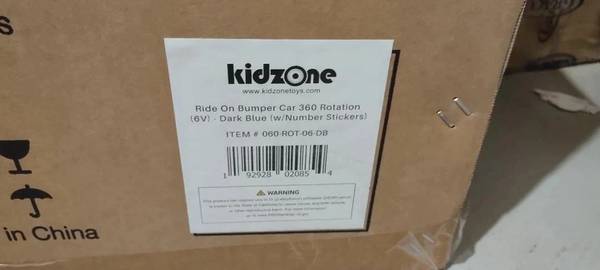 s
kidzone
www.kidzonetoys.com
Ride On Bumper Car 360 Rotation
(6V) - Dark Blue (w/Number Stickers)
ITEM # 060-ROT-06-DB
1 92928 02085 4
WARNING
in China